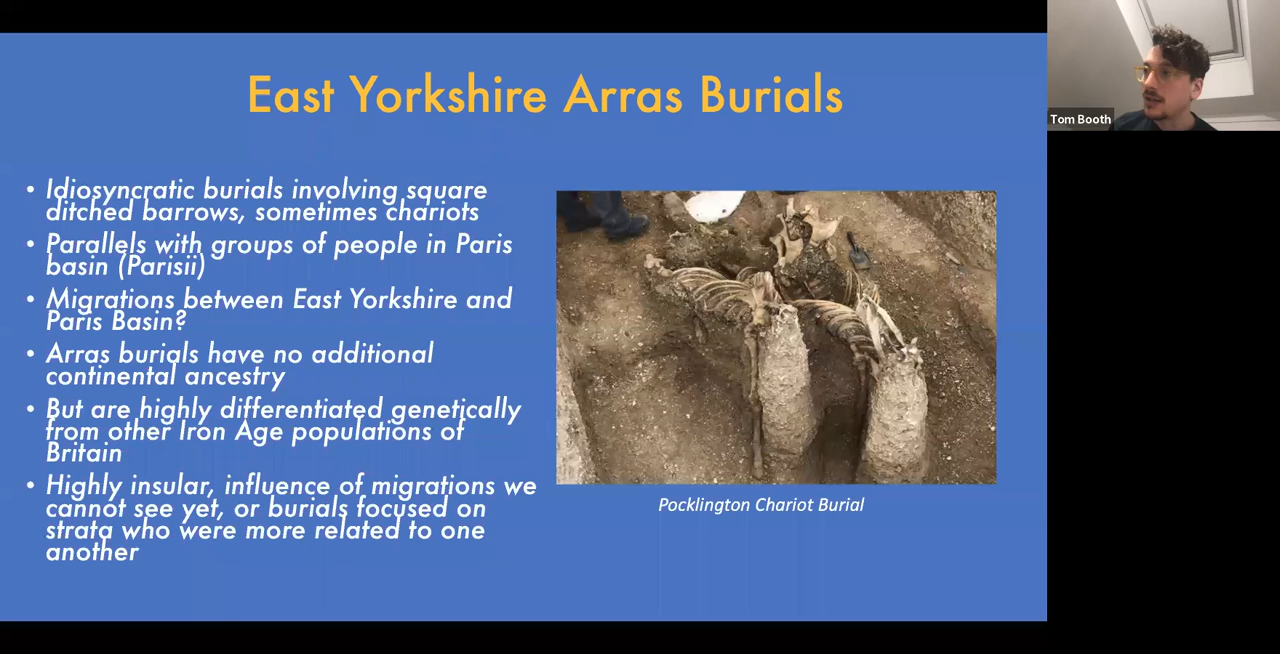 East Yorkshire Arras Burials
Tom Booth
• Idiosyncratic burials involving square
ditched barrows, sometimes chariots
• Parallels with groups of people in Paris
basin (Parisii)
• Migrations between East Yorkshire and
Paris Basin?
• Arras burials have no additional
continental ancestry
• But are highly differentiated genetically
from other Iron Age populations of
Britain
• Highly insular, influence of migrations we
cannot see yet, or burials focused on
strata who were more related to one
another
Pocklington Chariot Burial